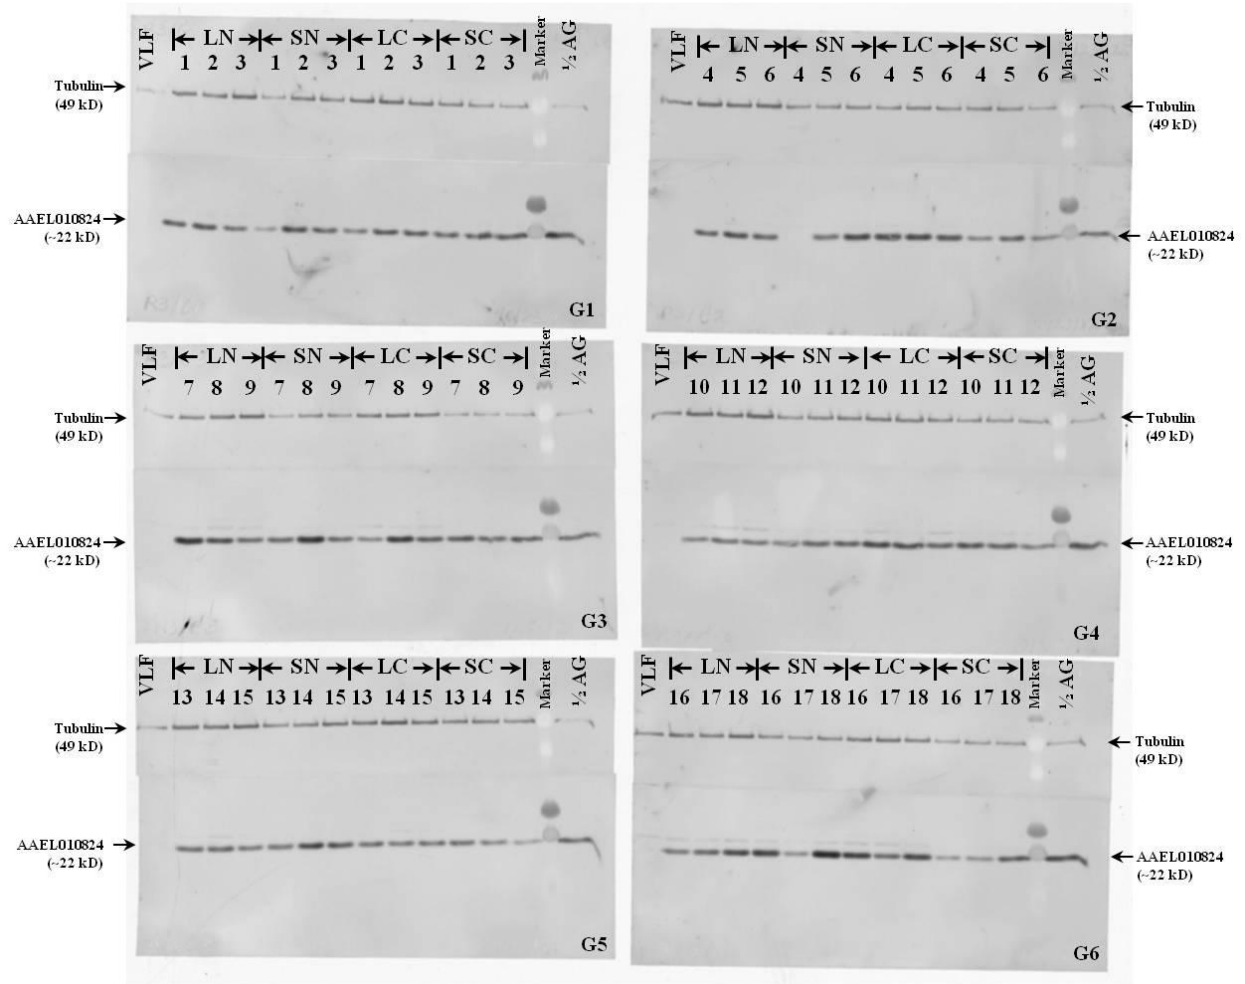 VLF |← LN →|← SN →|← LC →|← SC →| Marker ½ AG
1 2 3 1 2 3 1 2 3 1 2 3
Tubulin →
(49 kD)
AAEL010824 →
(~22 kD)
G1
VLF |← LN →|← SN →|← LC →|← SC →| Marker ½ AG
4 5 6 4 5 6 4 5 6 4 5 6
← Tubulin
(49 kD)
← AAEL010824
(~22 kD)
G2
VLF |← LN →|← SN →|← LC →|← SC →| Marker ½ AG
7 8 9 7 8 9 7 8 9 7 8 9
Tubulin →
(49 kD)
AAEL010824 →
(~22 kD)
G3
VLF |← LN →|← SN →|← LC →|← SC →| Marker ½ AG
10 11 12 10 11 12 10 11 12 10 11 12
← Tubulin
(49 kD)
← AAEL010824
(~22 kD)
G4
VLF |← LN →|← SN →|← LC →|← SC →| Marker ½ AG
13 14 15 13 14 15 13 14 15 13 14 15
Tubulin →
(49 kD)
AAEL010824 →
(~22 kD)
G5
VLF |← LN →|← SN →|← LC →|← SC →| Marker ½ AG
16 17 18 16 17 18 16 17 18 16 17 18
← Tubulin
(49 kD)
← AAEL010824
(~22 kD)
G6